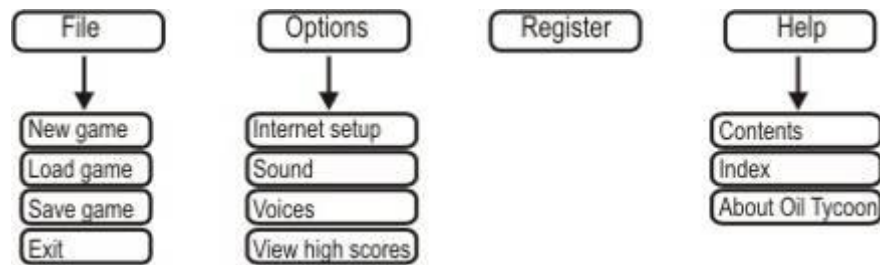 File
New game
Load game
Save game
Exit
Options
Internet setup
Sound
Voices
View high scores
Register
Help
Contents
Index
About Oil Tycoon